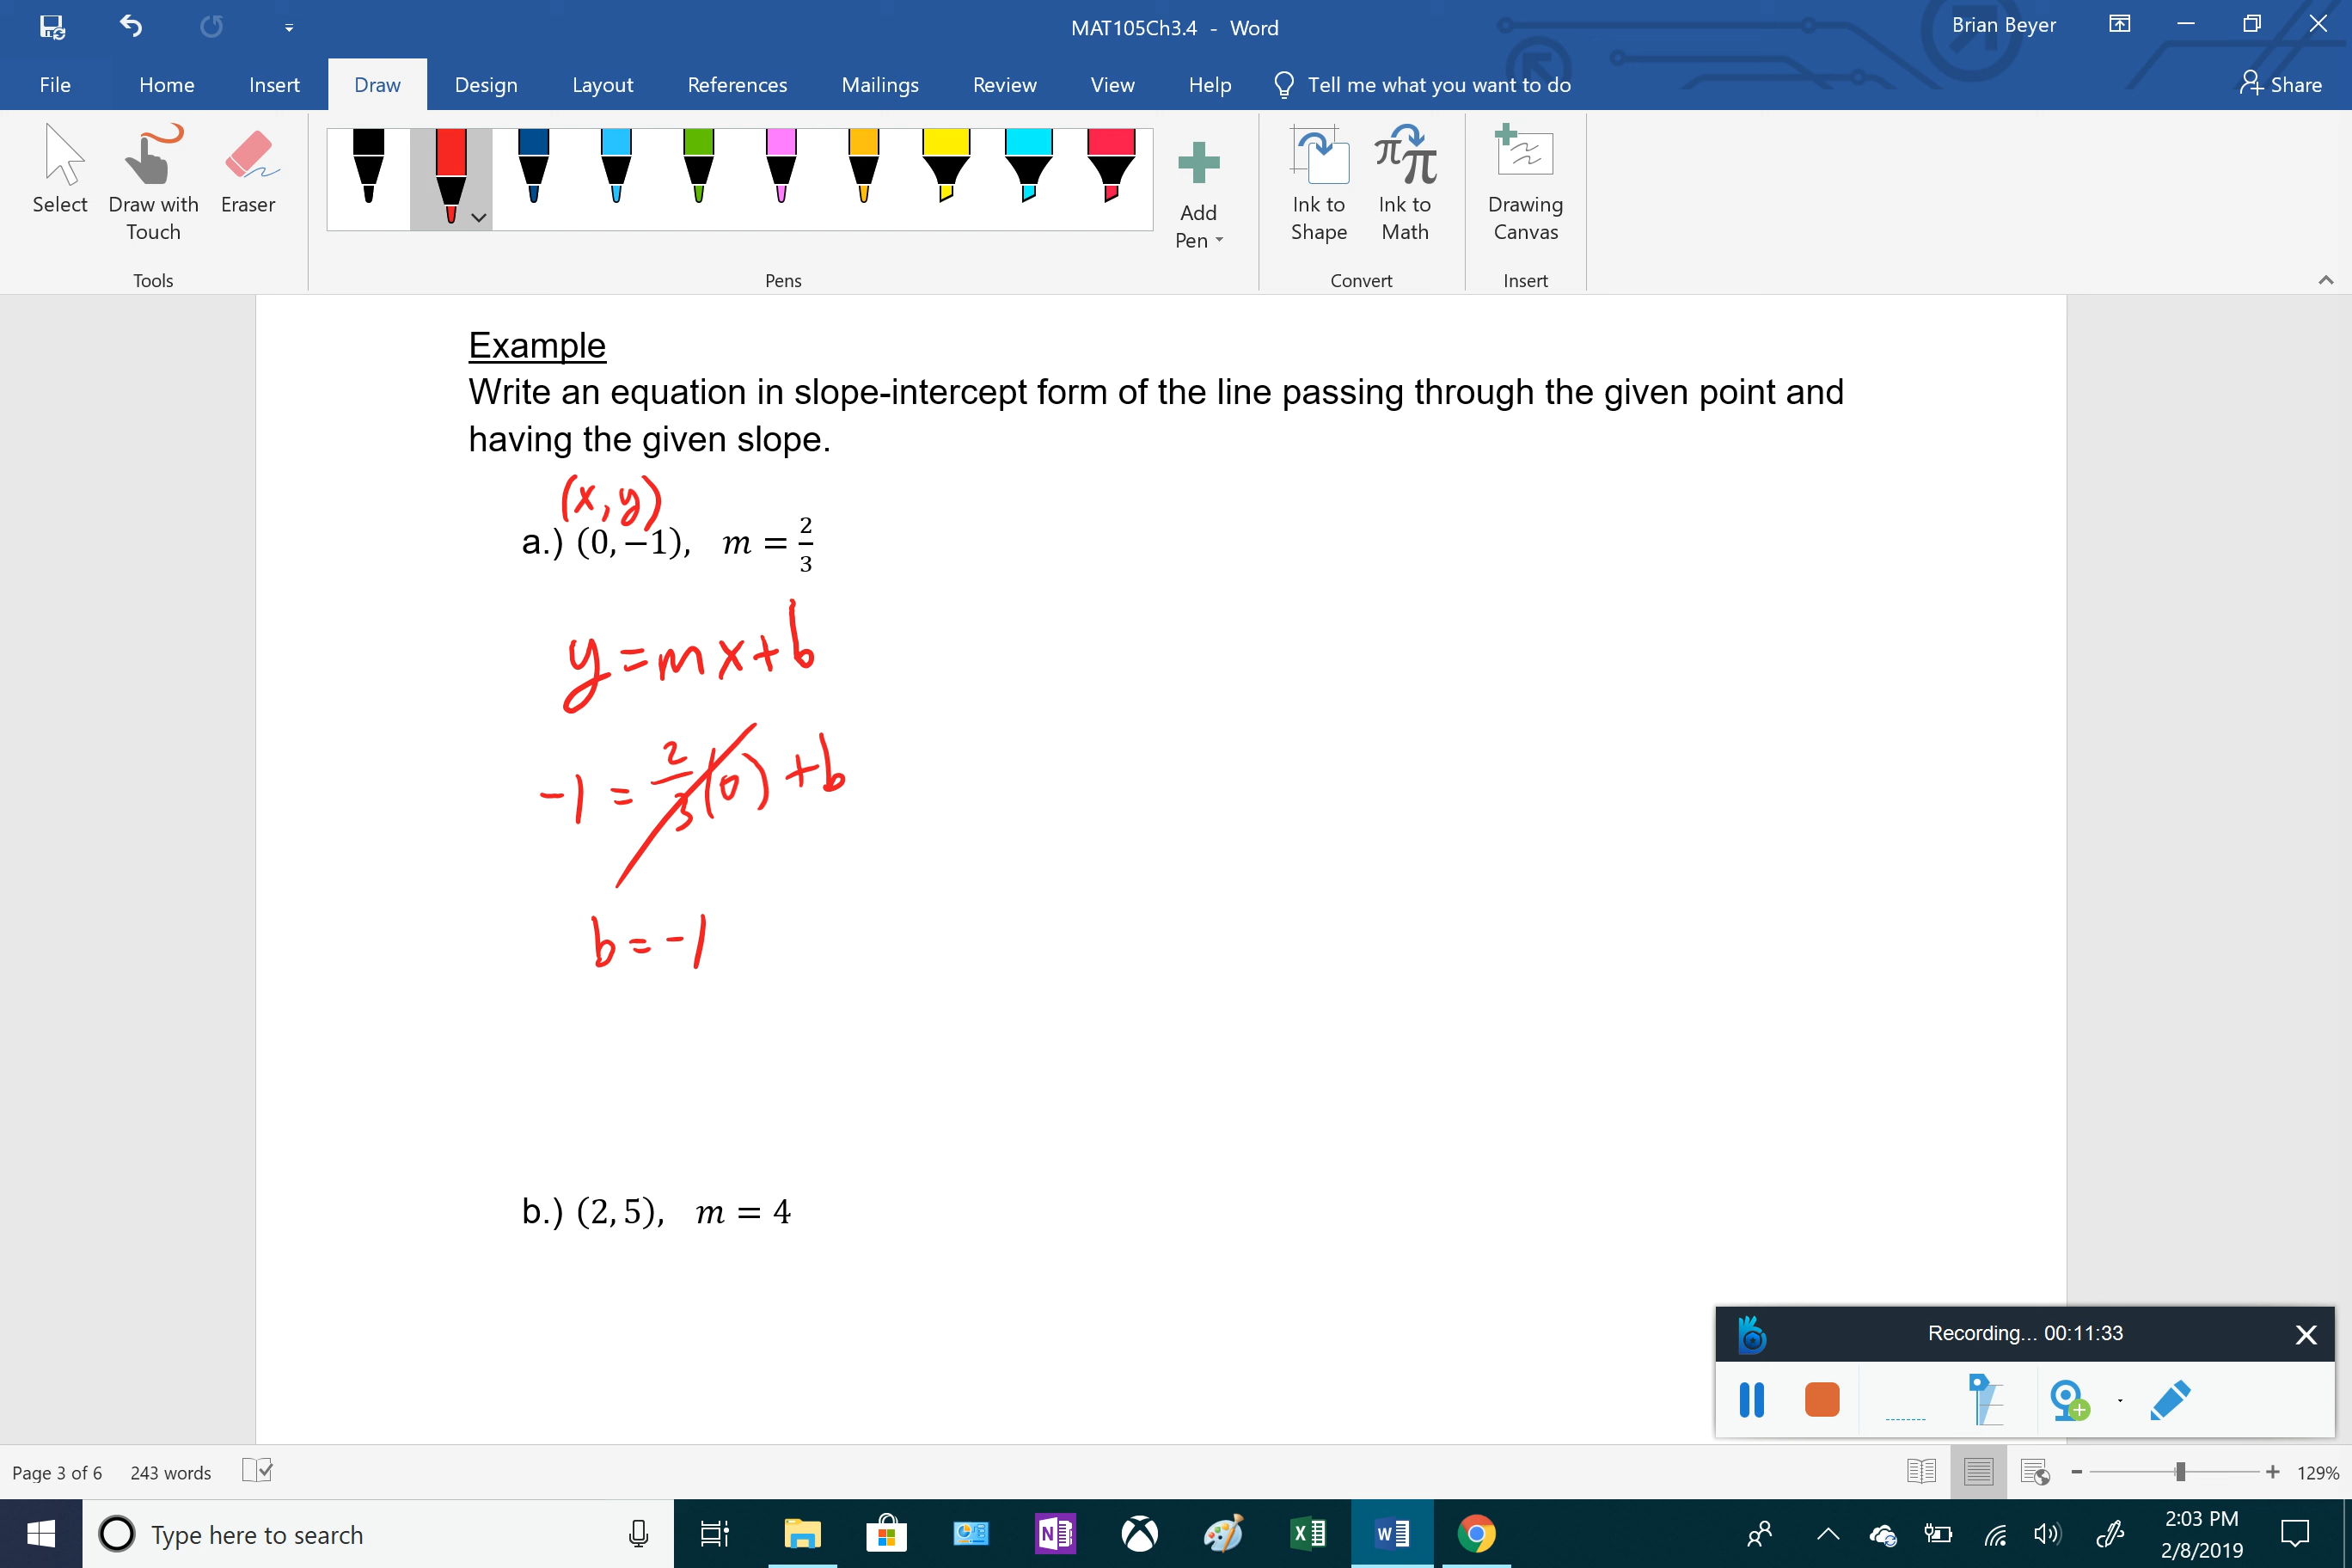 MAT105Ch3.4 - Word
Brian Beyer
File Home Insert Draw Design Layout References Mailings Review View Help Tell me what you want to do Share
Select Draw with Touch Eraser
Add Pen
Ink to Shape Ink to Math
Drawing Canvas
Tools Pens Convert Insert
Example
Write an equation in slope-intercept form of the line passing through the given point and
having the given slope.
(x, y)
a.) (0, −1), m = 2/3
y = mx + b
-1 = 2/3 (0) + b
b = -1
b.) (2, 5), m = 4
Recording... 00:11:33
Page 3 of 6 243 words 129%
Type here to search
2:03 PM
2/8/2019